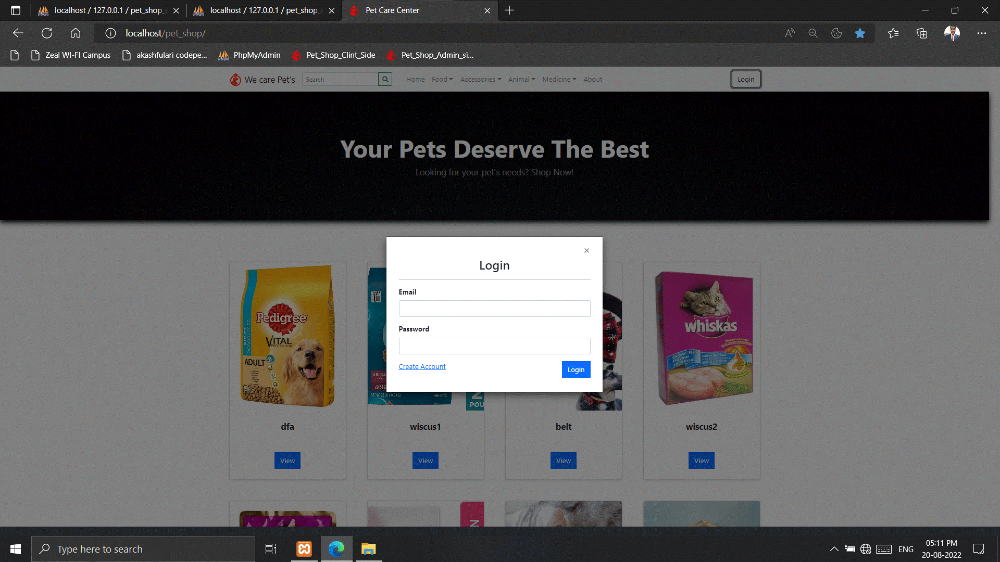 localhost / 127.0.0.1 / pet_shop_
localhost / 127.0.0.1 / pet_shop_
Pet Care Center
localhost/pet_shop/
Zeal WI-FI Campus
akashfulari codepe...
PhpMyAdmin
Pet_Shop_Clint_Side
Pet_Shop_Admin_si...
We care Pet's
Search
Home
Food
Accessories
Animal
Medicine
About
Login
Your Pets Deserve The Best
Looking for your pet's needs? Shop Now!
Login
Email
Password
Create Account
Login
Pedigree
VITAL
PROTECTION
ADULT
URINA
POU
whiskas
Ocean Fish
Flavour
dfa
wiscus1
belt
wiscus2
View
View
View
View
Type here to search
ENG
05:11 PM
20-08-2022